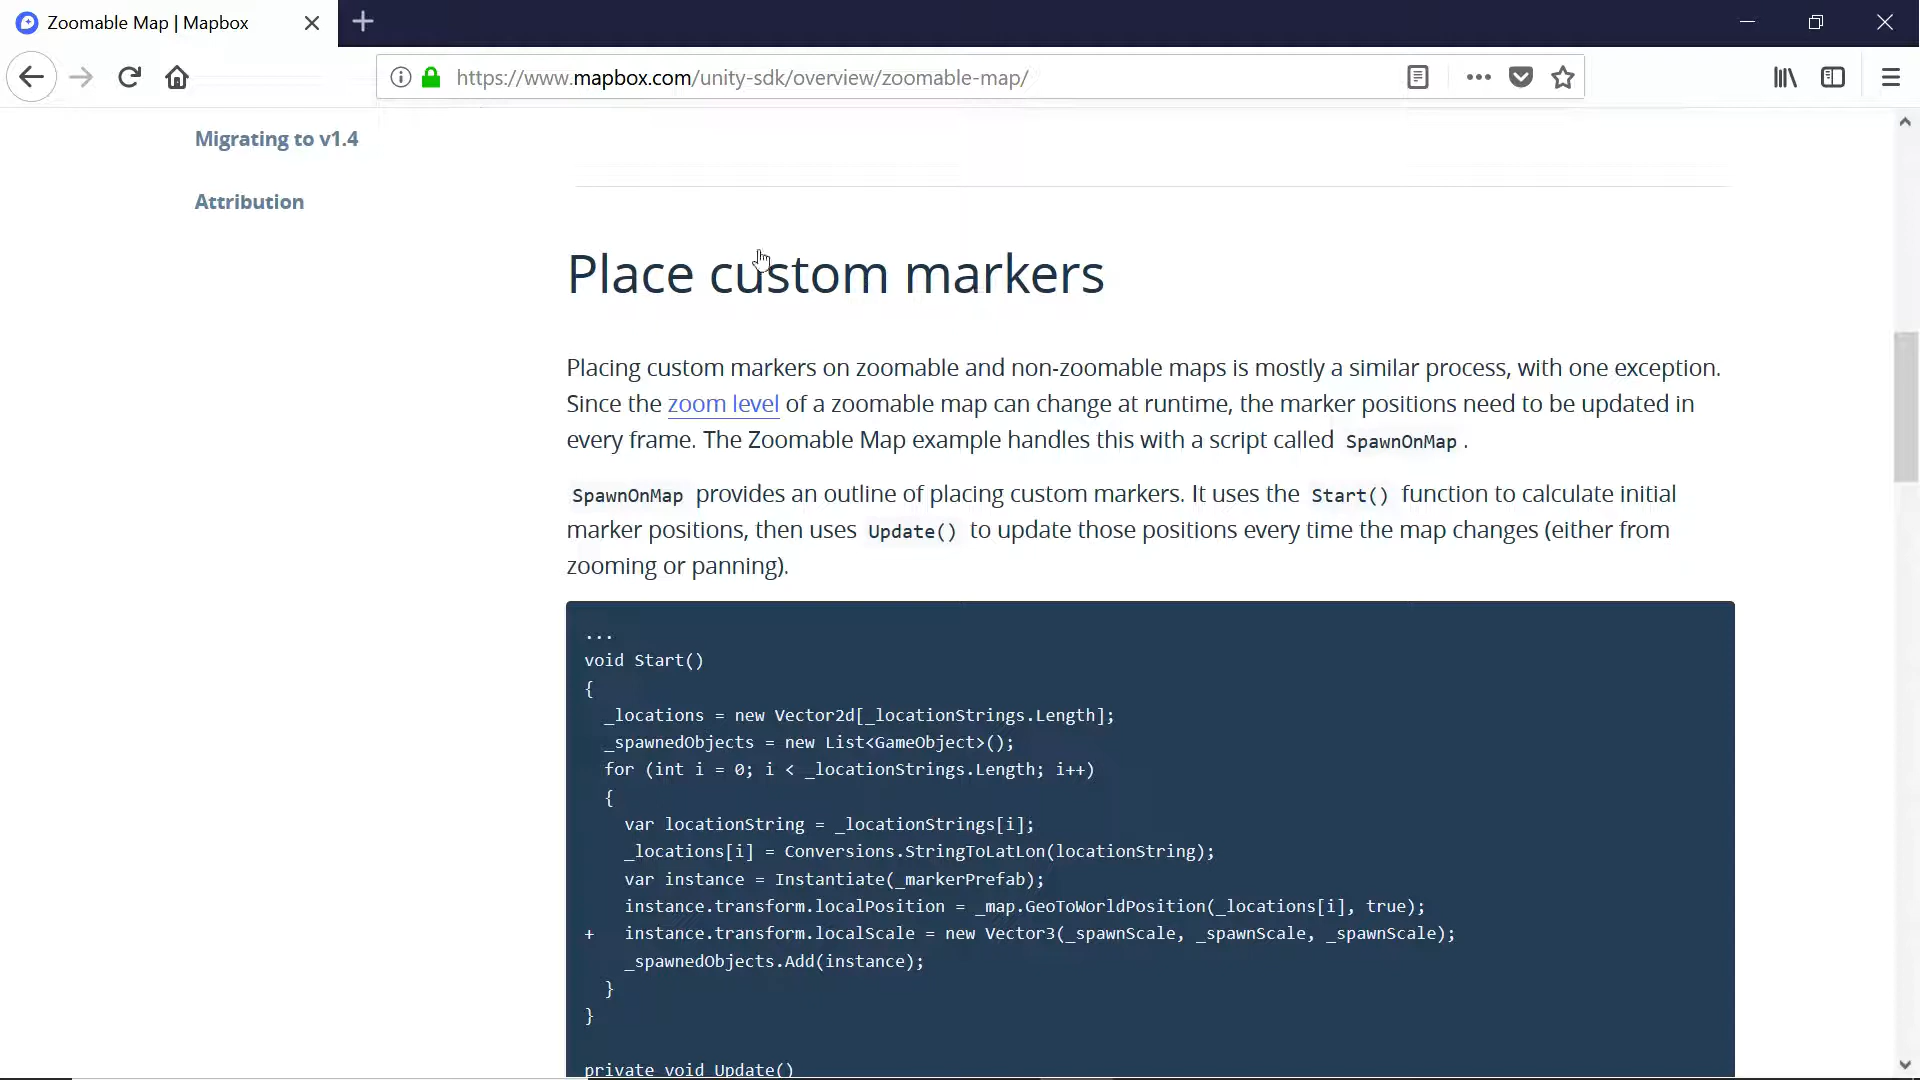 Zoomable Map | Mapbox
https://www.mapbox.com/unity-sdk/overview/zoomable-map/
Migrating to v1.4
Attribution
Place custom markers
Placing custom markers on zoomable and non-zoomable maps is mostly a similar process, with one exception.
Since the zoom level of a zoomable map can change at runtime, the marker positions need to be updated in
every frame. The Zoomable Map example handles this with a script called SpawnOnMap.
SpawnOnMap provides an outline of placing custom markers. It uses the Start() function to calculate initial
marker positions, then uses Update() to update those positions every time the map changes (either from
zooming or panning).
...
void Start()
{
_locations = new Vector2d[_locationStrings.Length];
_spawnedObjects = new List<GameObject>();
for (int i = 0; i < _locationStrings.Length; i++)
{
var locationString = _locationStrings[i];
_locations[i] = Conversions.StringToLatLon(locationString);
var instance = Instantiate(_markerPrefab);
instance.transform.localPosition = _map.GeoToWorldPosition(_locations[i], true);
+ instance.transform.localScale = new Vector3(_spawnScale, _spawnScale, _spawnScale);
_spawnedObjects.Add(instance);
}
}
private void Update()